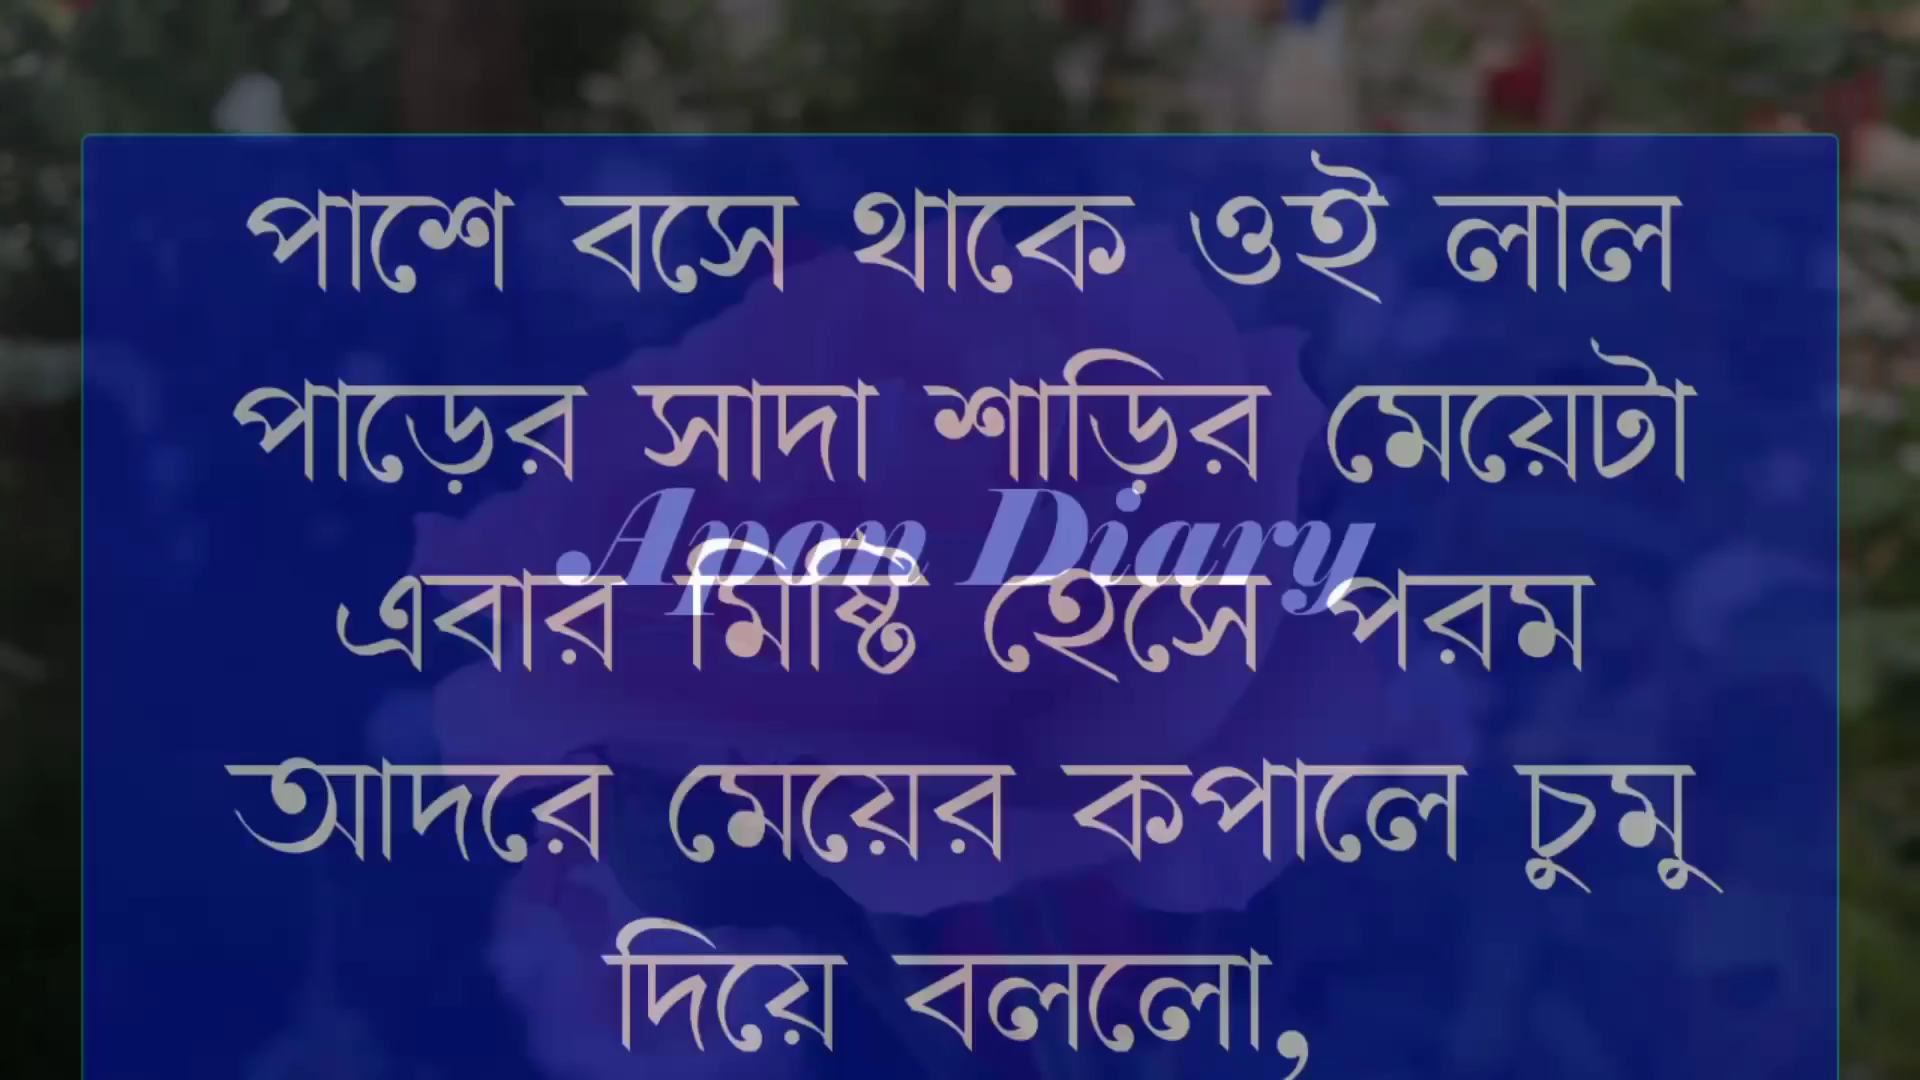 পাশে বসে থাকে ওই লাল
পাড়ের সাদা শাড়ির মেয়েটা
Apon Diary
এবার মিষ্টি হেসে পরম
আদরে মেয়ের কপালে চুমু
দিয়ে বললো,